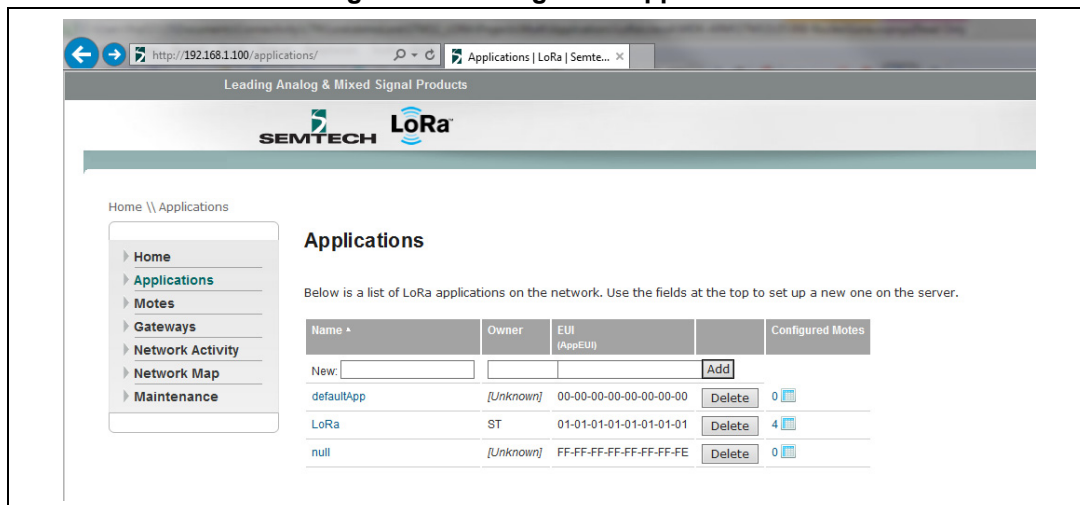 http://192.168.1.100/applications/
Applications | LoRa | Semte...
Leading Analog & Mixed Signal Products
SEMTECH LoRa™
Home \\ Applications
Home
Applications
Motes
Gateways
Network Activity
Network Map
Maintenance
Applications
Below is a list of LoRa applications on the network. Use the fields at the top to set up a new one on the server.
Name Owner EUI (AppEUI) Configured Motes
New: Add
defaultApp [Unknown] 00-00-00-00-00-00-00-00 Delete 0
LoRa ST 01-01-01-01-01-01-01-01 Delete 4
null [Unknown] FF-FF-FF-FF-FF-FF-FF-FE Delete 0